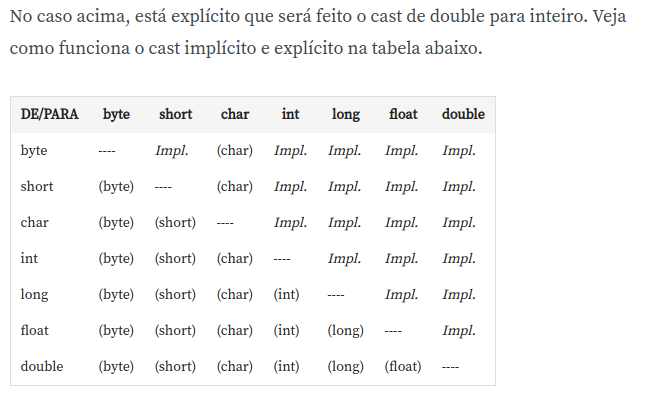 No caso acima, está explícito que será feito o cast de double para inteiro. Veja
como funciona o cast implícito e explícito na tabela abaixo.
DE/PARA byte short char int long float double
byte ---- Impl. (char) Impl. Impl. Impl. Impl.
short (byte) ---- (char) Impl. Impl. Impl. Impl.
char (byte) (short) ---- Impl. Impl. Impl. Impl.
int (byte) (short) (char) ---- Impl. Impl. Impl.
long (byte) (short) (char) (int) ---- Impl. Impl.
float (byte) (short) (char) (int) (long) ---- Impl.
double (byte) (short) (char) (int) (long) (float) ----